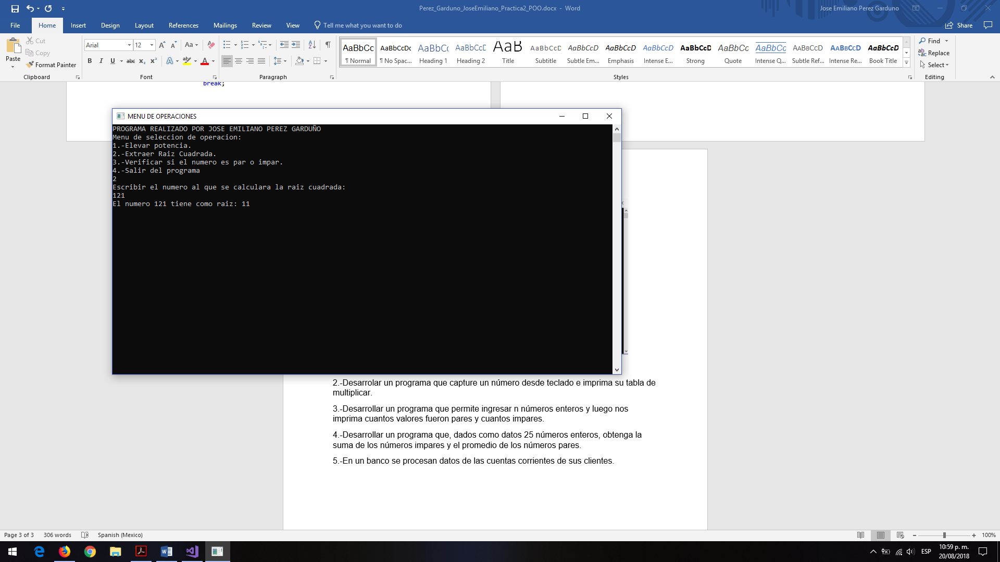 Perez_Garduno_JoseEmiliano_Practica2_POO.docx - Word
Jose Emiliano Perez Garduno
File Home Insert Design Layout References Mailings Review View Tell me what you want to do
Share
Paste
Cut
Copy
Format Painter
Clipboard
Arial 12
Font
Paragraph
AaBbCc AaBbCcDc AaBbC AaBbCcD AaB AaBbCcD AaBbCcD AaBbCcD AaBbCcD AaBbCcD AaBbCc AaBbCc AaBbCcD AaBbCcD AaBbCcD
¶ Normal ¶ No Spac... Heading 1 Heading 2 Title Subtitle Subtle Em... Emphasis Intense E... Strong Quote Intense Q... Subtle Ref... Intense Re... Book Title
Styles
Find
Replace
Select
Editing
break;
MENU DE OPERACIONES
PROGRAMA REALIZADO POR JOSE EMILIANO PEREZ GARDUÑO
Menu de seleccion de operacion:
1.-Elevar potencia.
2.-Extraer Raiz Cuadrada.
3.-Verificar si el numero es par o impar.
4.-Salir del programa
2
Escribir el numero al que se calculara la raiz cuadrada:
121
El numero 121 tiene como raiz: 11
2.-Desarrolar un programa que capture un número desde teclado e imprima su tabla de
multiplicar.
3.-Desarrollar un programa que permite ingresar n números enteros y luego nos
imprima cuantos valores fueron pares y cuantos impares.
4.-Desarrollar un programa que, dados como datos 25 números enteros, obtenga la
suma de los números impares y el promedio de los números pares.
5.-En un banco se procesan datos de las cuentas corrientes de sus clientes.
Page 3 of 3 306 words Spanish (Mexico)
100%
ESP
10:59 p. m.
20/08/2018